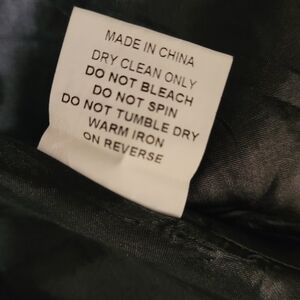 MADE IN CHINA
DRY CLEAN ONLY
DO NOT BLEACH
DO NOT SPIN
DO NOT TUMBLE DRY
WARM IRON
ON REVERSE